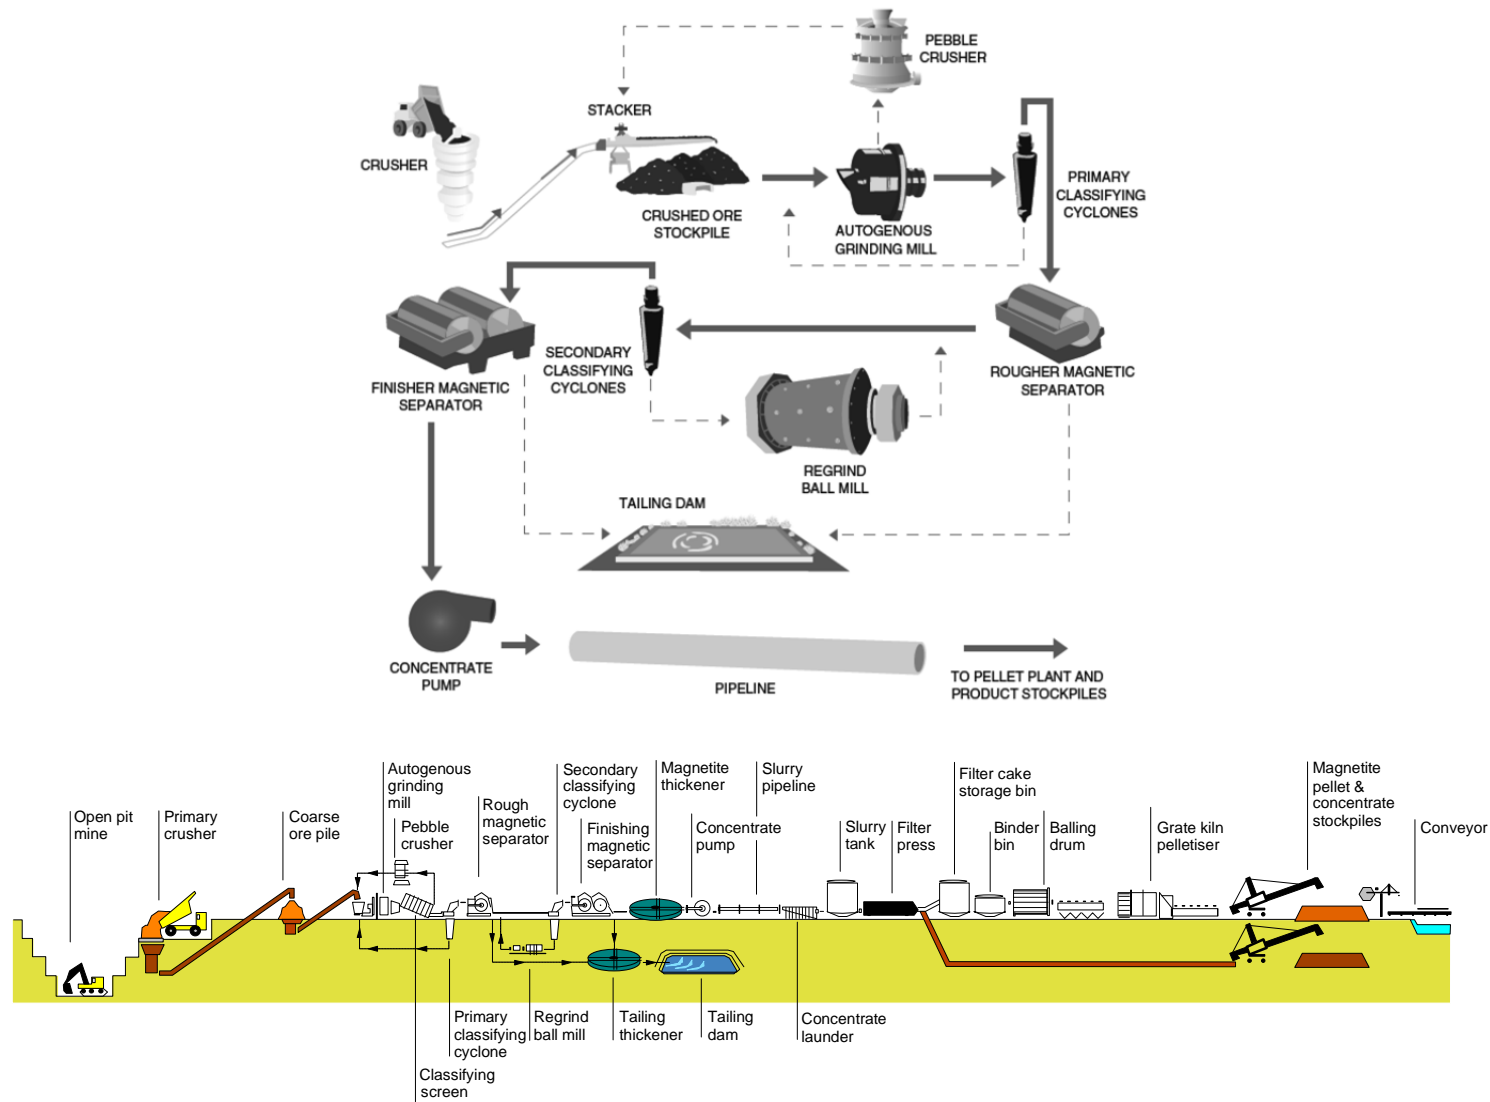 PEBBLE
CRUSHER
STACKER
CRUSHER
PRIMARY
CLASSIFYING
CYCLONES
CRUSHED ORE
STOCKPILE
AUTOGENOUS
GRINDING MILL
SECONDARY
CLASSIFYING
CYCLONES
FINISHER MAGNETIC
SEPARATOR
ROUGHER MAGNETIC
SEPARATOR
REGRIND
BALL MILL
TAILING DAM
CONCENTRATE
PUMP
PIPELINE
TO PELLET PLANT AND
PRODUCT STOCKPILES
Open pit
mine
Primary
crusher
Coarse
ore pile
Autogenous
grinding
mill
Pebble
crusher
Rough
magnetic
separator
Secondary
classifying
cyclone
Finishing
magnetic
separator
Magnetite
thickener
Concentrate
pump
Slurry
pipeline
Slurry
tank
Filter
press
Filter cake
storage bin
Binder
bin
Balling
drum
Grate kiln
pelletiser
Magnetite
pellet &
concentrate
stockpiles
Conveyor
Primary
classifying
cyclone
Classifying
screen
Regrind
ball mill
Tailing
thickener
Tailing
dam
Concentrate
launder